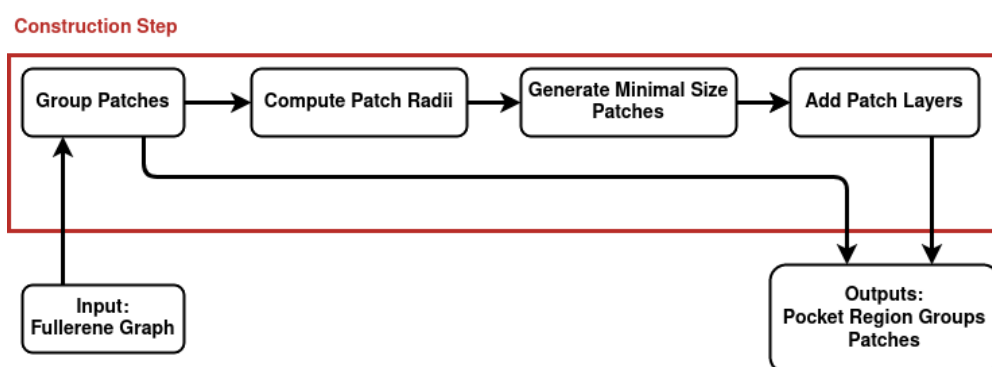 Construction Step
Group Patches
Compute Patch Radii
Generate Minimal Size
Patches
Add Patch Layers
Input:
Fullerene Graph
Outputs:
Pocket Region Groups
Patches